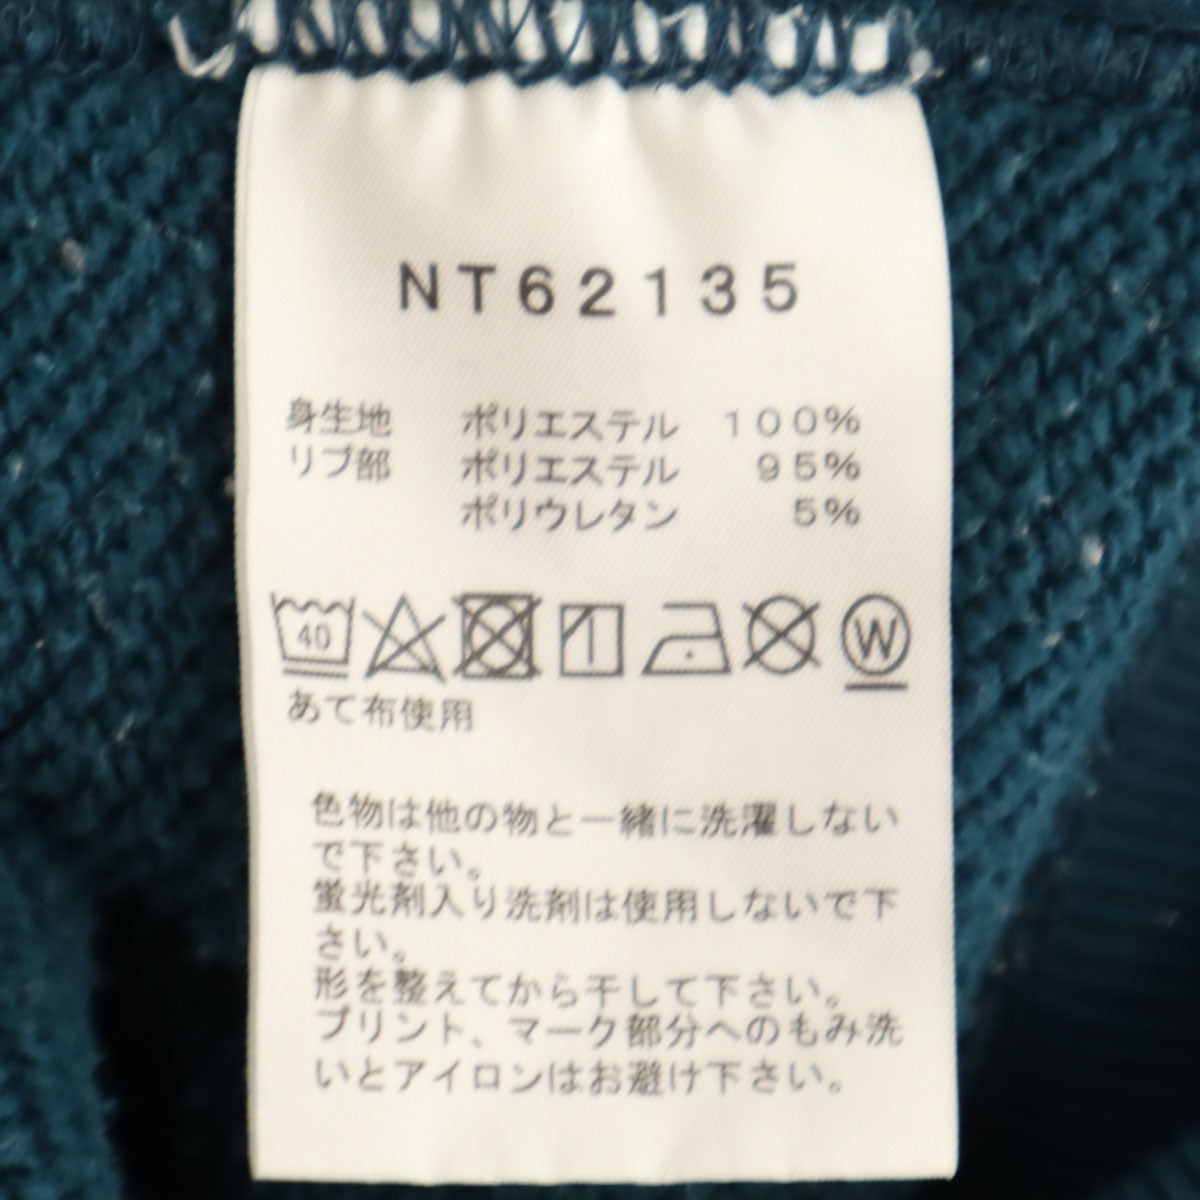 NT62135
身生地 ポリエステル 100%
リブ部 ポリエステル 95%
ポリウレタン 5%
40 W
あて布使用
色物は他の物と一緒に洗濯しない
で下さい。
蛍光剤入り洗剤は使用しないで下
さい。
形を整えてから干して下さい。
プリント、マーク部分へのもみ洗
いとアイロンはお避け下さい。